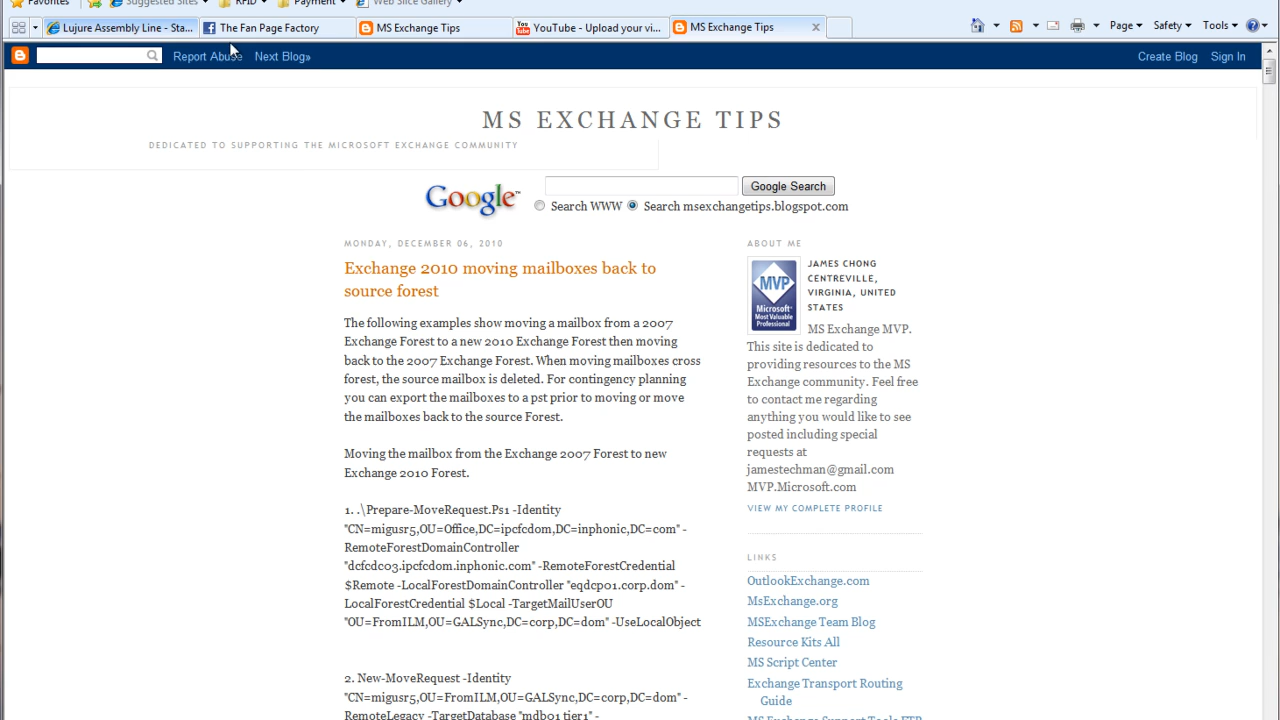 Favorites Suggested Sites RFID Payment Web Slice Gallery
Lujure Assembly Line - Sta... The Fan Page Factory MS Exchange Tips YouTube - Upload your vi... MS Exchange Tips Page Safety Tools
Report Abuse Next Blog» Create Blog Sign In
MS EXCHANGE TIPS
DEDICATED TO SUPPORTING THE MICROSOFT EXCHANGE COMMUNITY
Google™ Google Search
Search WWW Search msexchangetips.blogspot.com
MONDAY, DECEMBER 06, 2010
Exchange 2010 moving mailboxes back to
source forest
The following examples show moving a mailbox from a 2007
Exchange Forest to a new 2010 Exchange Forest then moving
back to the 2007 Exchange Forest. When moving mailboxes cross
forest, the source mailbox is deleted. For contingency planning
you can export the mailboxes to a pst prior to moving or move
the mailboxes back to the source Forest.
Moving the mailbox from the Exchange 2007 Forest to new
Exchange 2010 Forest.
1. .\Prepare-MoveRequest.Ps1 -Identity
"CN=migusr5,OU=Office,DC=ipcfcdom,DC=inphonic,DC=com" -
RemoteForestDomainController
"dcfcdc03.ipcfcdom.inphonic.com" -RemoteForestCredential
$Remote -LocalForestDomainController "eqdcp01.corp.dom" -
LocalForestCredential $Local -TargetMailUserOU
"OU=FromILM,OU=GALSync,DC=corp,DC=dom" -UseLocalObject
2. New-MoveRequest -Identity
"CN=migusr5,OU=FromILM,OU=GALSync,DC=corp,DC=dom" -
RemoteLegacy -TargetDatabase "mdb01 tier1" -
ABOUT ME
MVP
Microsoft
Most Valuable
Professional
JAMES CHONG
CENTREVILLE,
VIRGINIA, UNITED
STATES
MS Exchange MVP.
This site is dedicated to
providing resources to the MS
Exchange community. Feel free
to contact me regarding
anything you would like to see
posted including special
requests at
jamestechman@gmail.com
MVP.Microsoft.com
VIEW MY COMPLETE PROFILE
LINKS
OutlookExchange.com
MsExchange.org
MSExchange Team Blog
Resource Kits All
MS Script Center
Exchange Transport Routing
Guide
MS Exchange Support Tools FTP